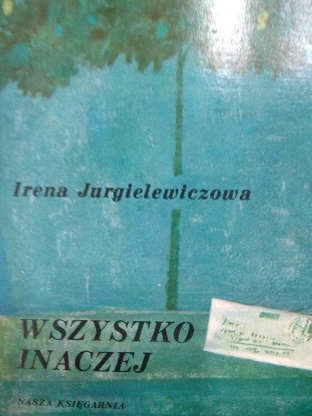 Irena Jurgielewiczowa
WSZYSTKO
INACZEJ
NASZA KSIĘGARNIA